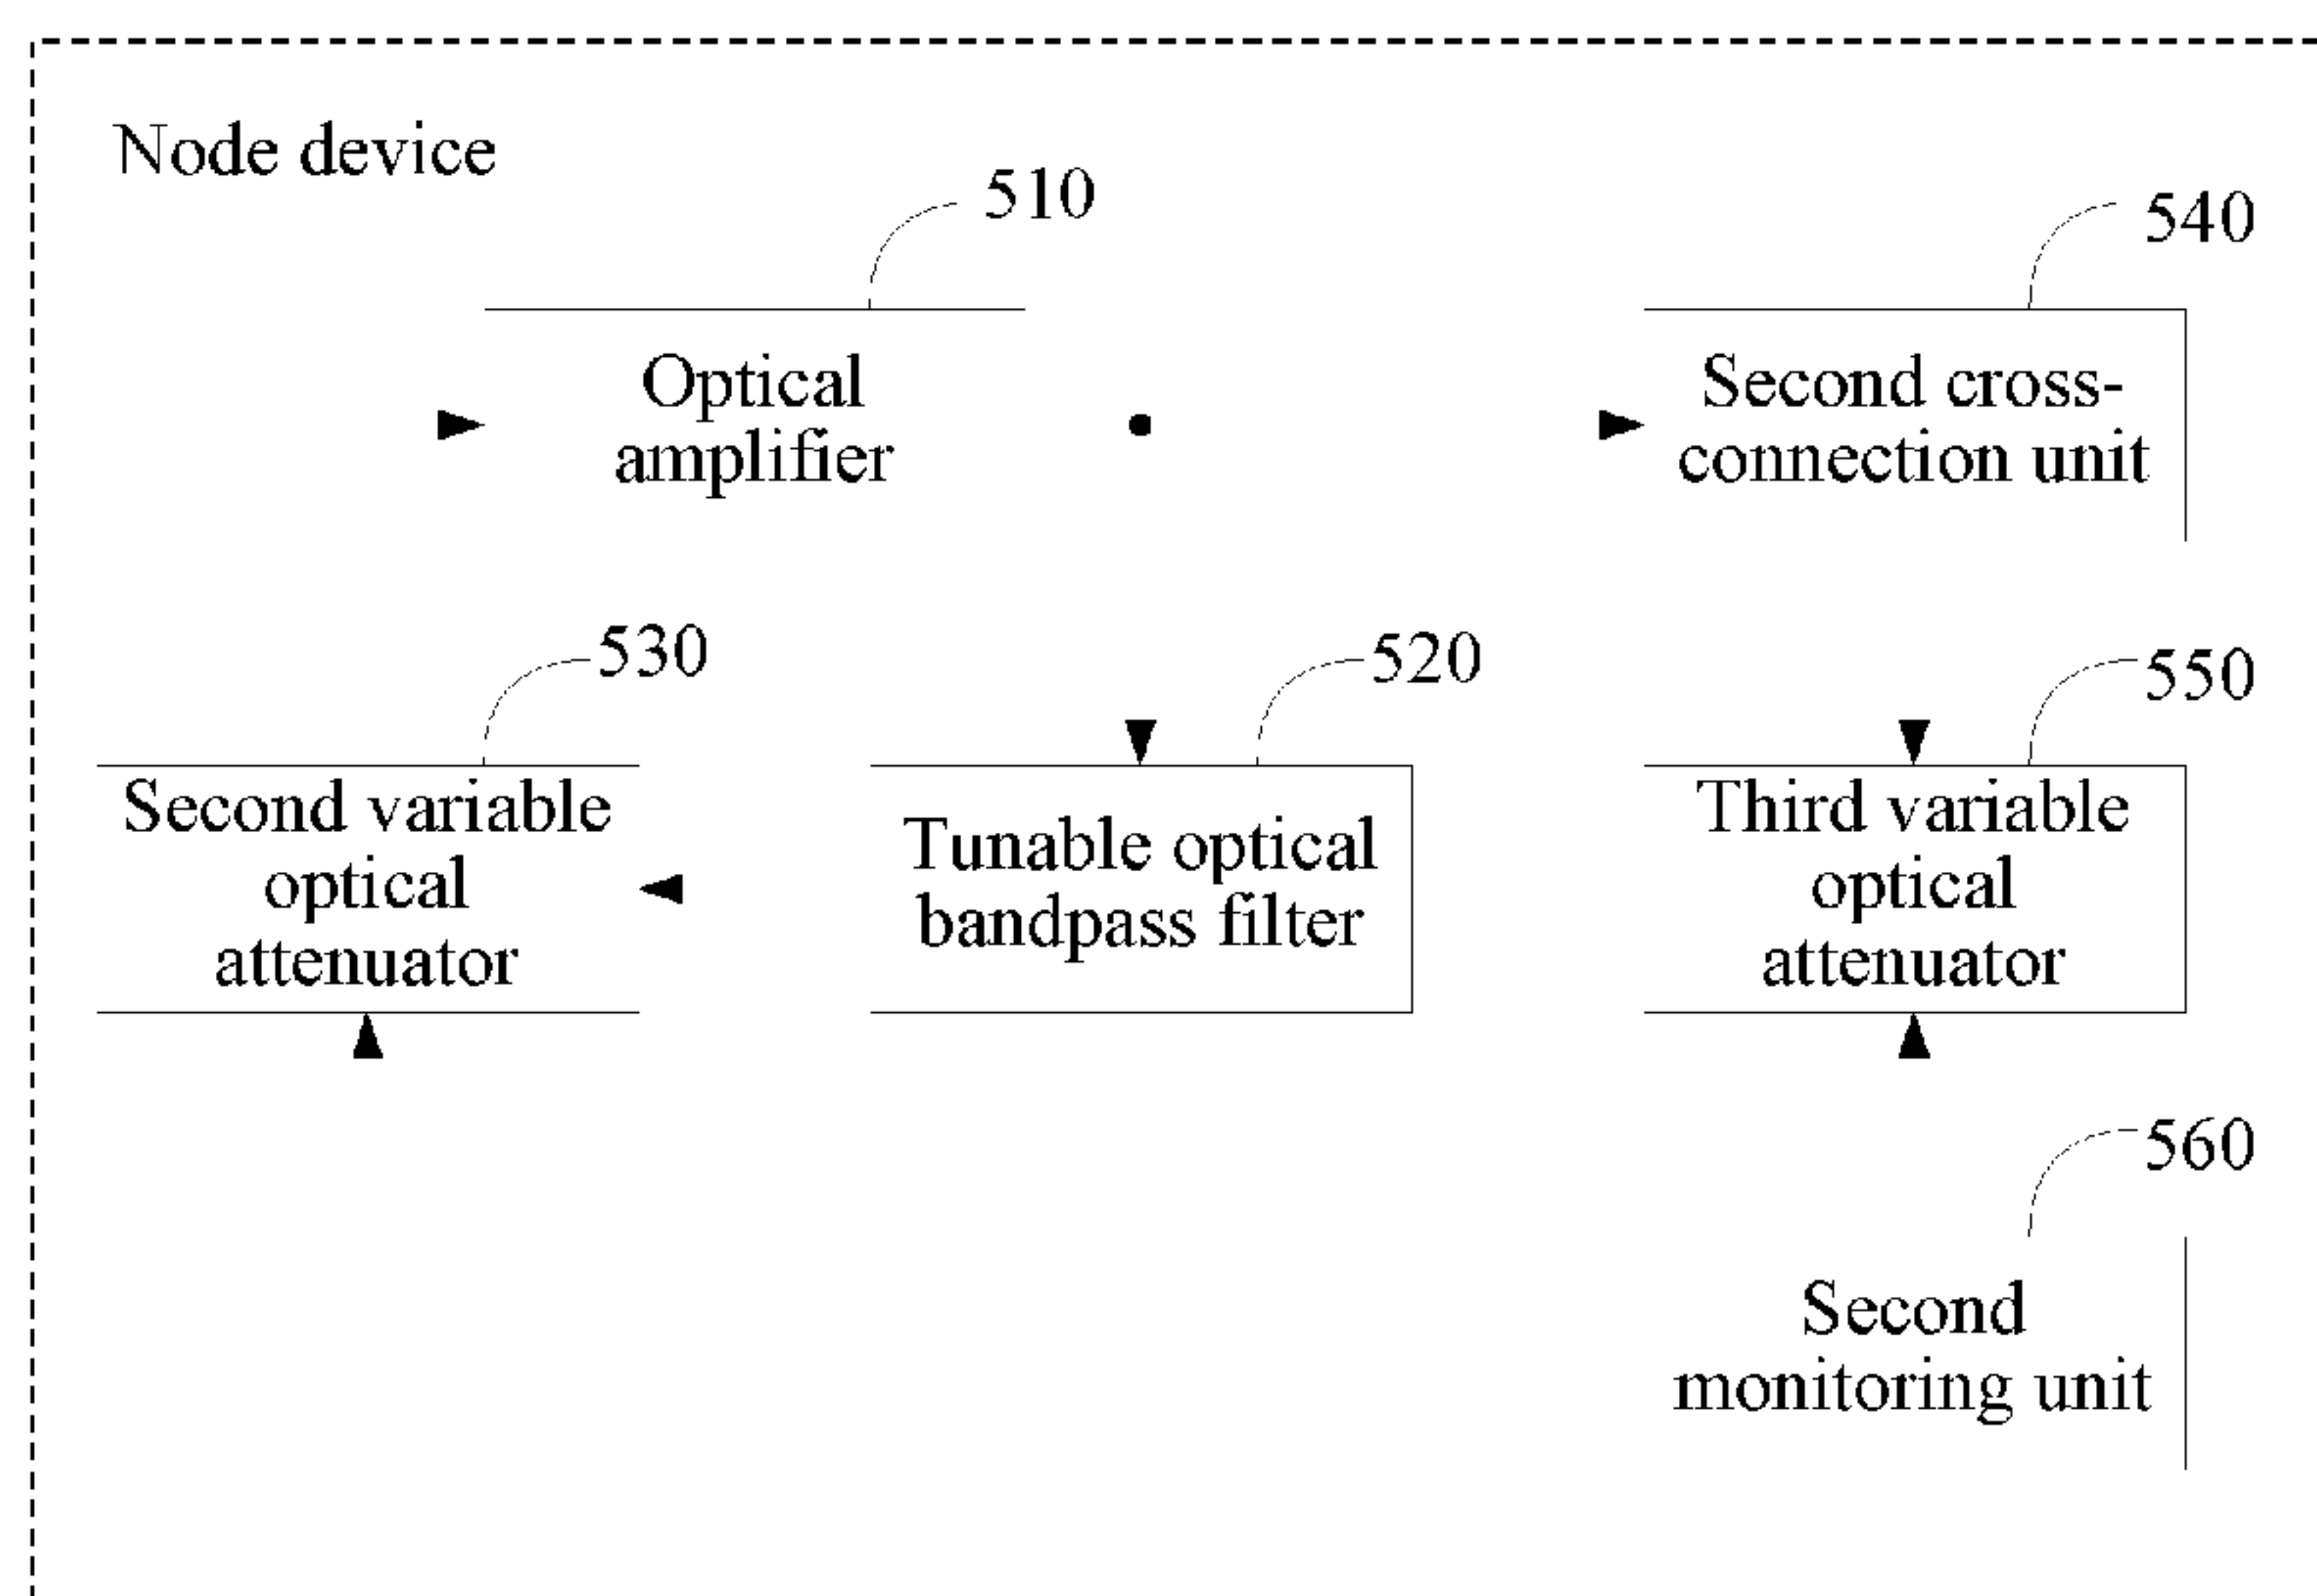 Node device
510
540
Optical
amplifier
Second cross-
connection unit
530
520
550
Second variable
optical
attenuator
Tunable optical
bandpass filter
Third variable
optical
attenuator
560
Second
monitoring unit